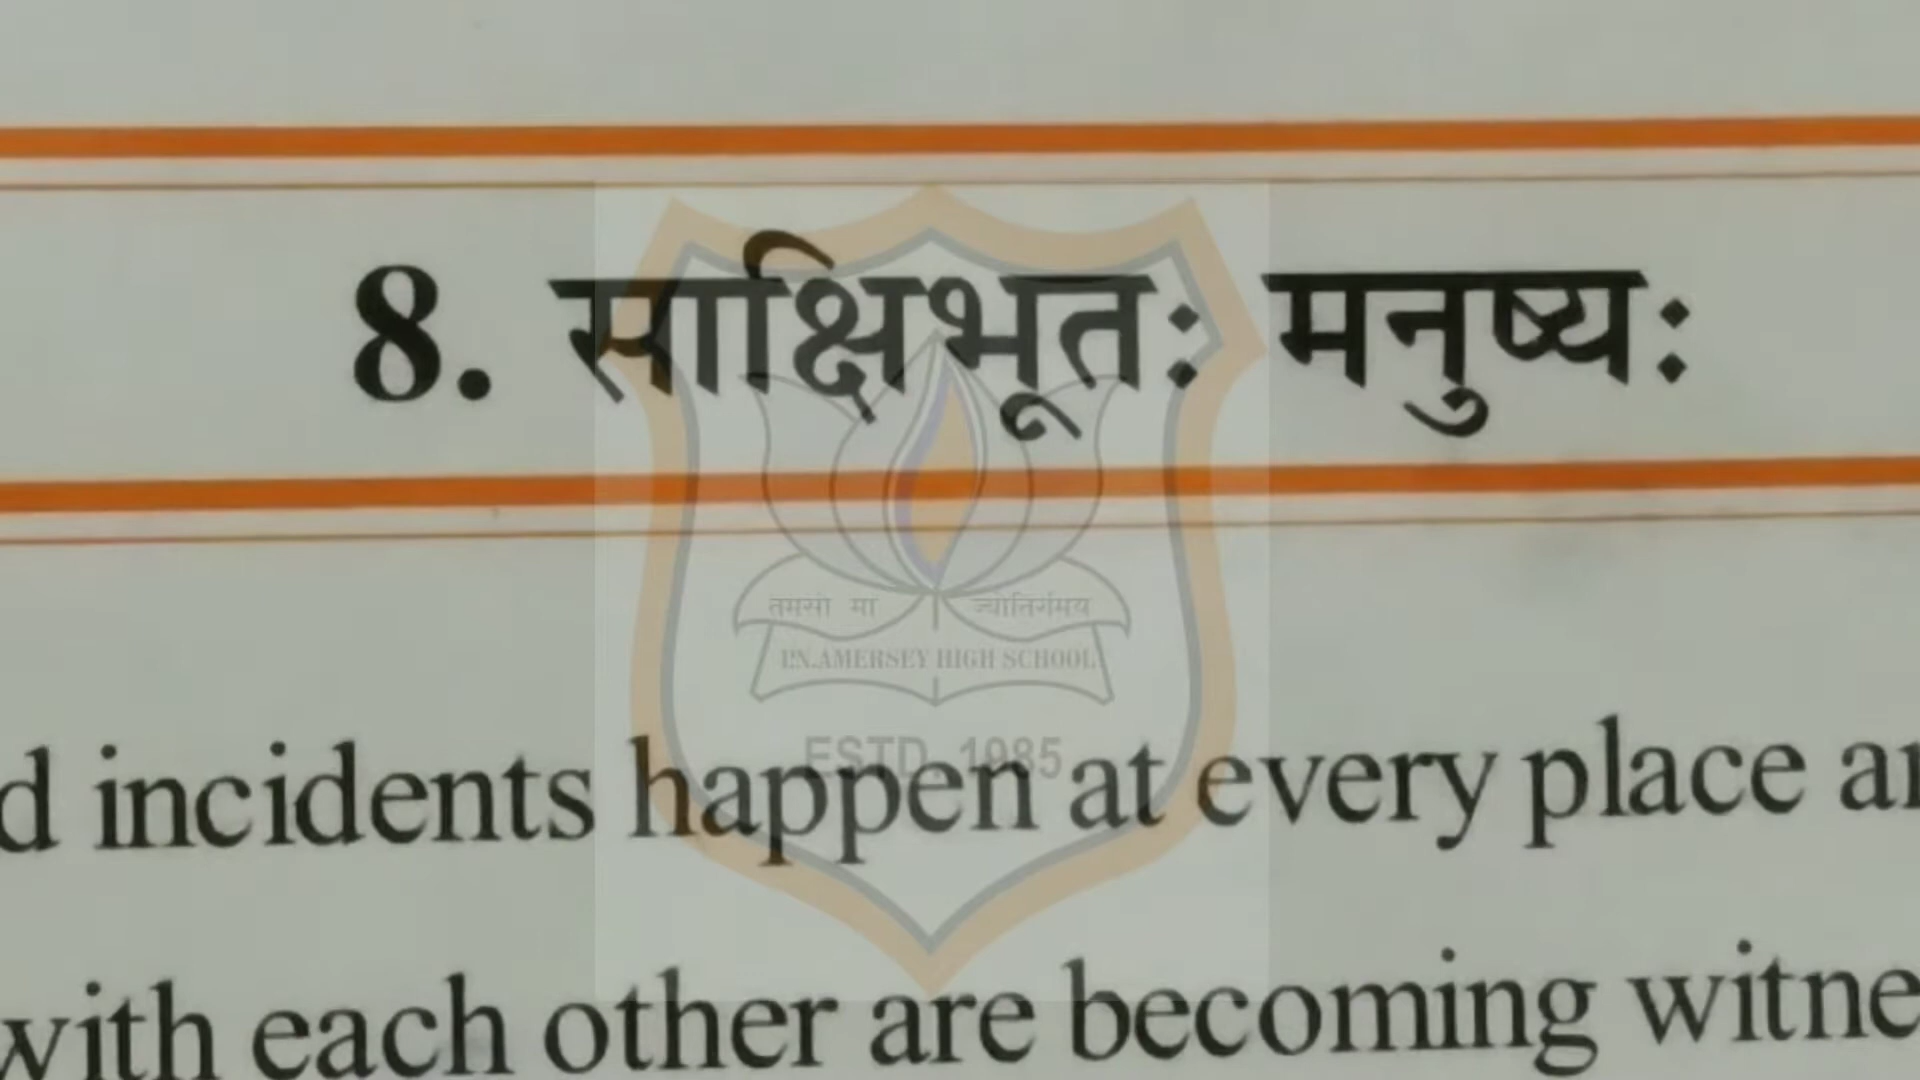 8. साक्षिभूतः मनुष्यः
तमसो मा ज्योतिर्गमय
P.N.AMERSEY HIGH SCHOOL
ESTD 1985
d incidents happen at every place
with each other are becoming